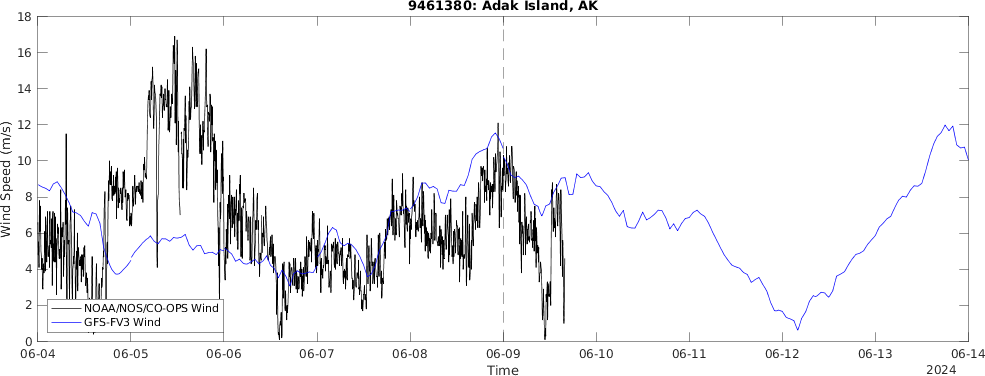 9461380: Adak Island, AK
18
16
14
12
10
8
6
4
2
0
Wind Speed (m/s)
NOAA/NOS/CO-OPS Wind
GFS-FV3 Wind
06-04 06-05 06-06 06-07 06-08 06-09 06-10 06-11 06-12 06-13 06-14
Time
2024